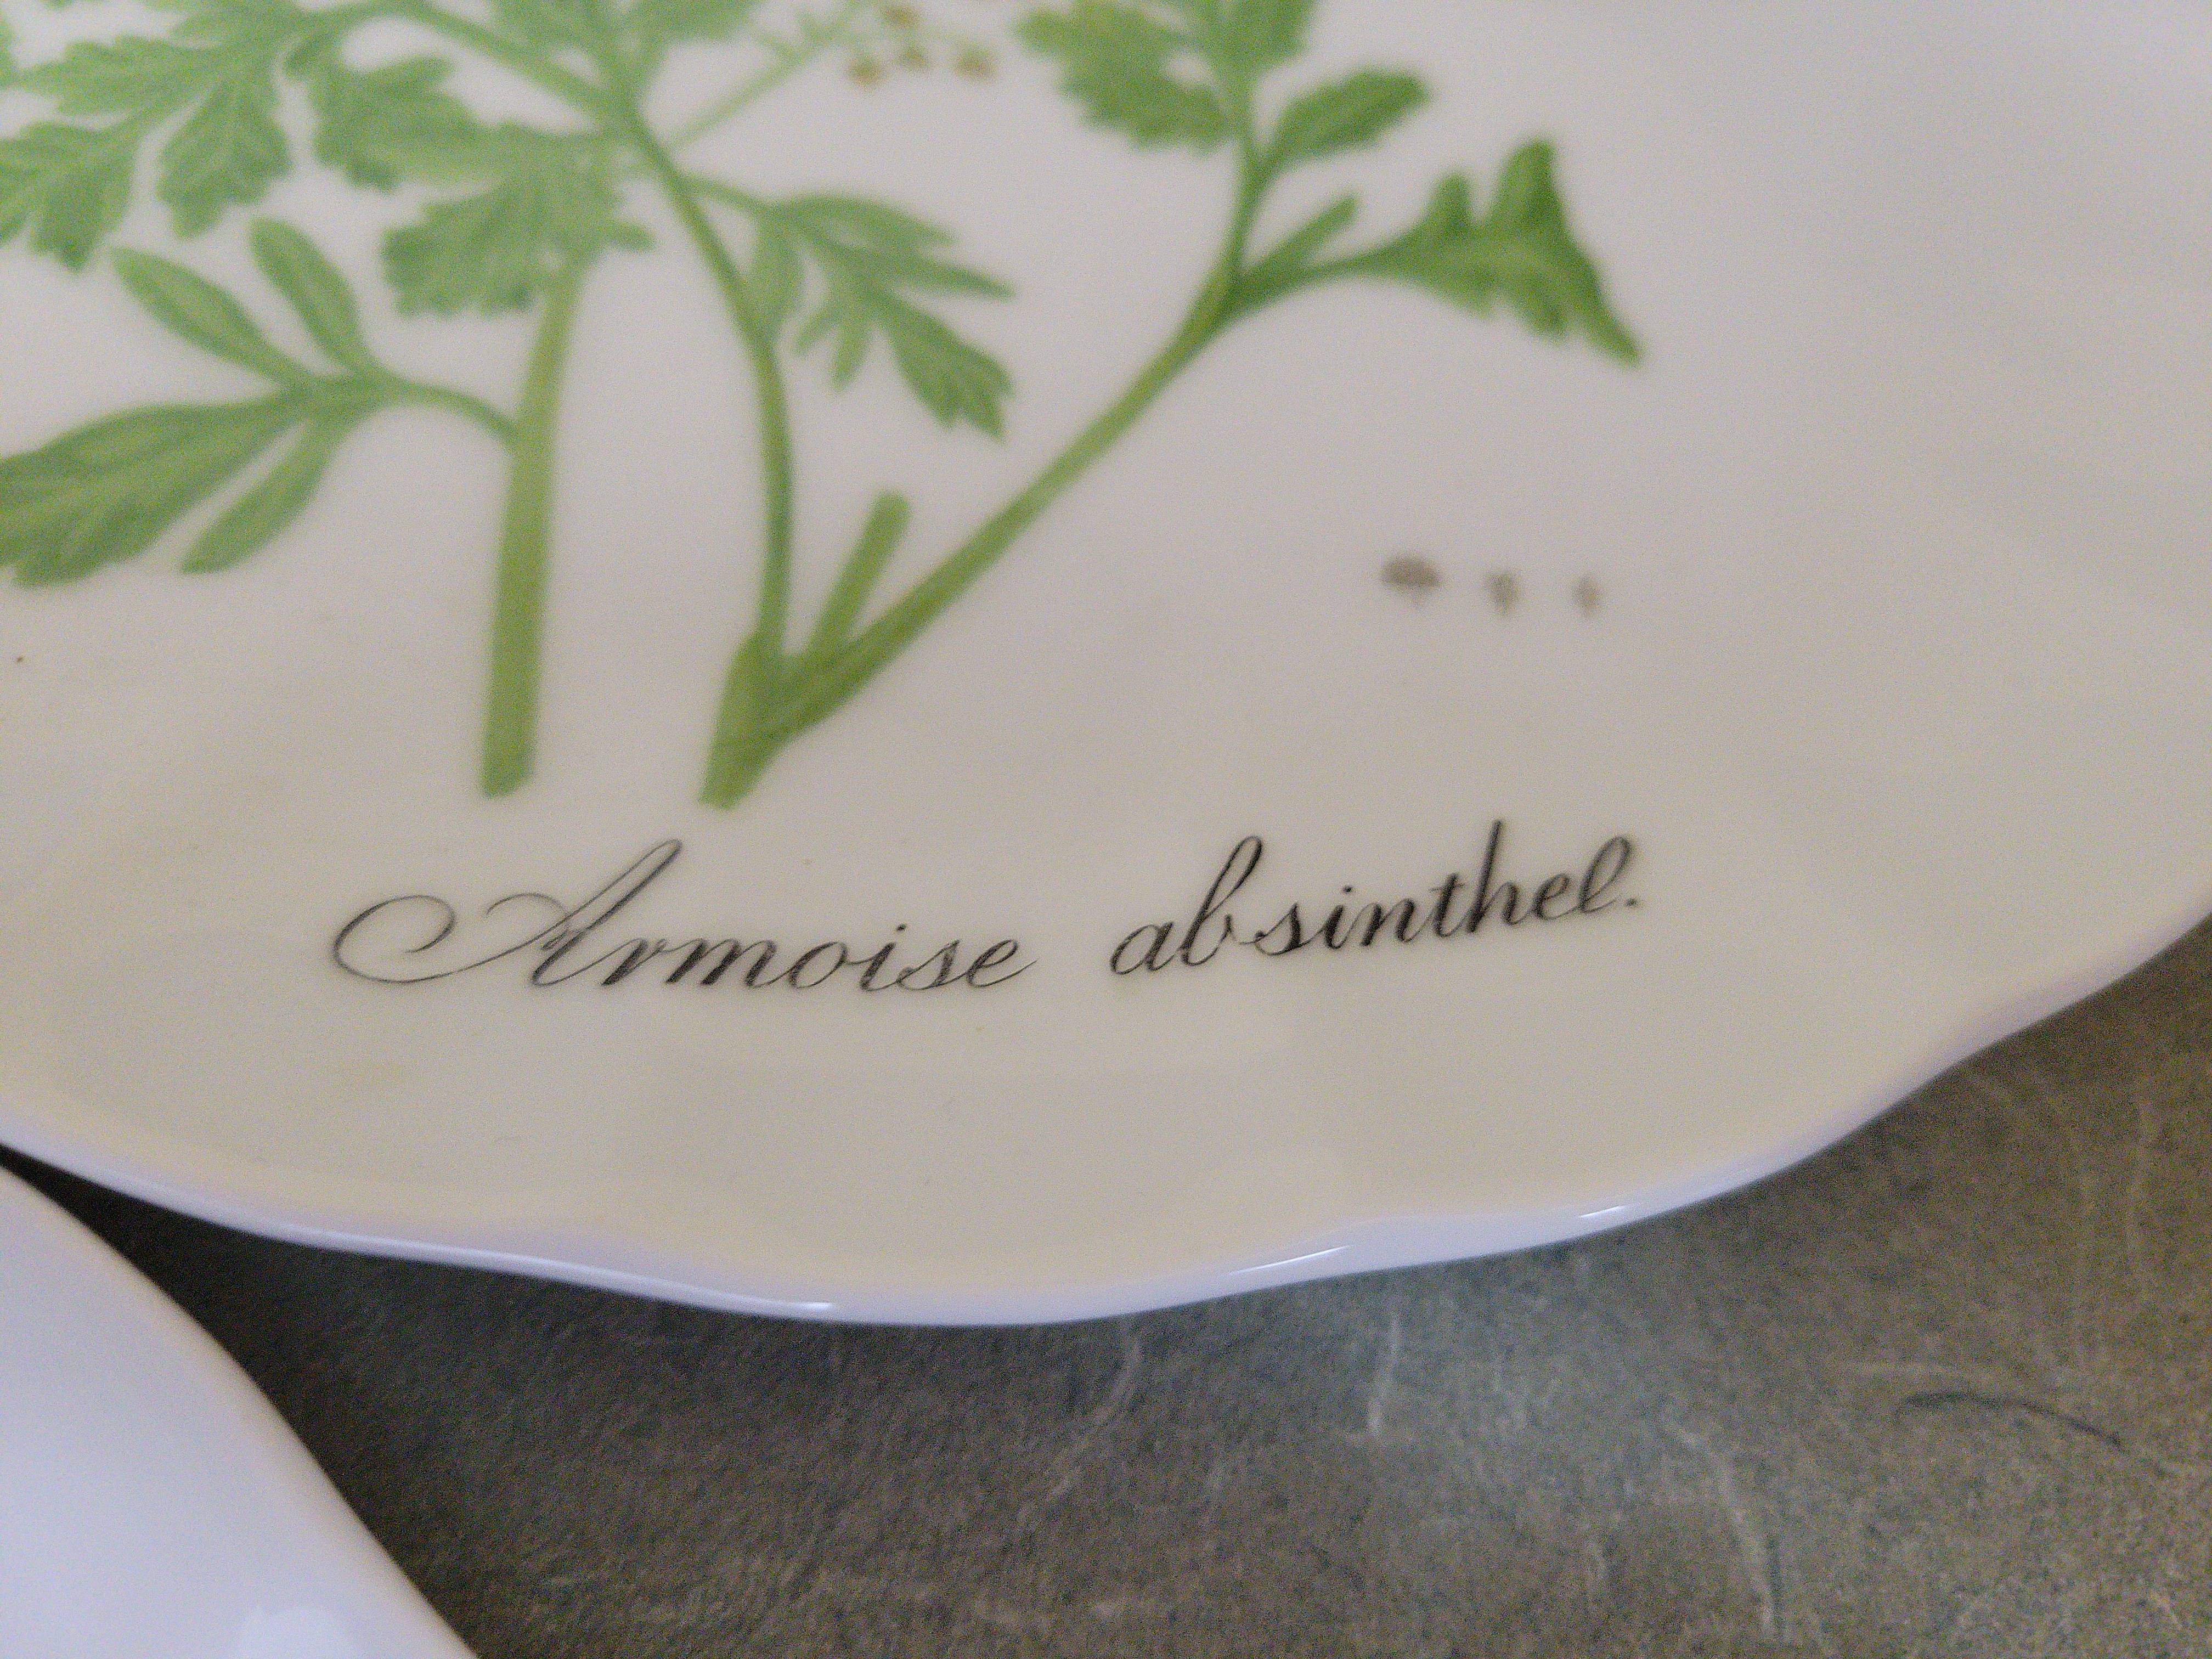 Armoise absinthel.